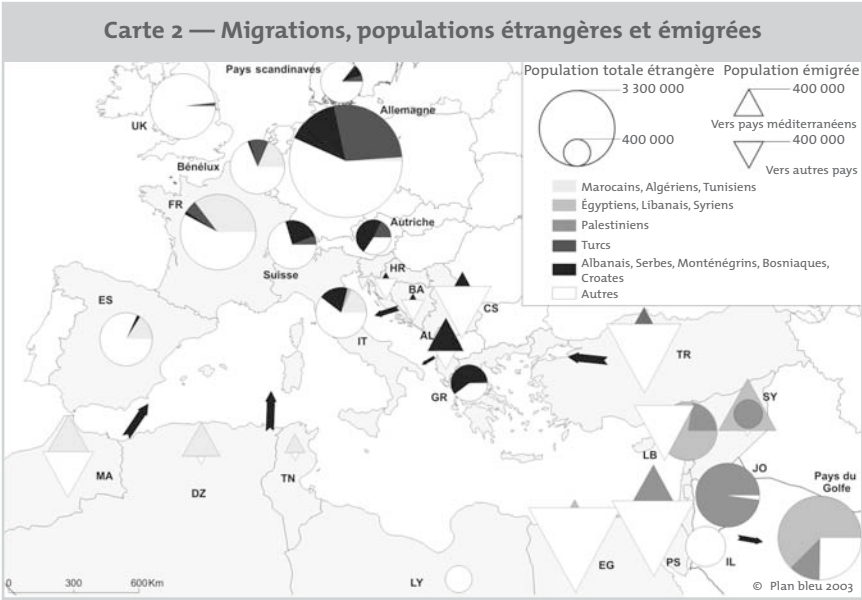 Carte 2 — Migrations, populations étrangères et émigrées
Pays scandinaves
Population totale étrangère
Population émigrée
3 300 000
400 000
Allemagne
UK
400 000
Vers pays méditerranéens
400 000
Bénélux
Vers autres pays
Marocains, Algériens, Tunisiens
FR
Égyptiens, Libanais, Syriens
Autriche
Palestiniens
Turcs
Suisse
HR
Albanais, Serbes, Monténégrins, Bosniaques,
Croates
BA
Autres
ES
CS
AL
IT
TR
GR
SY
LB
JO
MA
DZ
TN
Pays du
Golfe
EG
PS
IL
LY
0 300 600 Km
© Plan bleu 2003